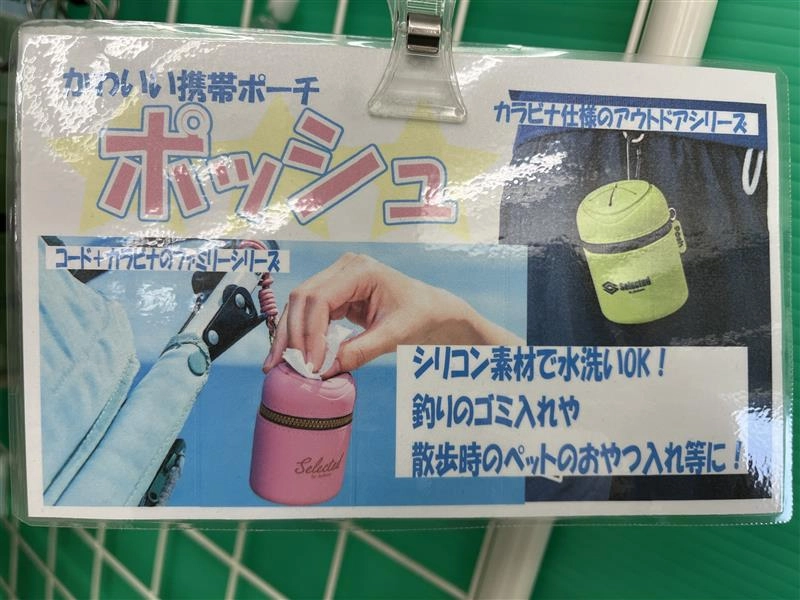 かわいい携帯ポーチ
ポッシュ
カラビナ仕様のアウトドアシリーズ
Selected
コード+カラビナのファミリーシリーズ
Selected
シリコン素材で水洗いOK!
釣りのゴミ入れや
散歩時のペットのおやつ入れ等に!